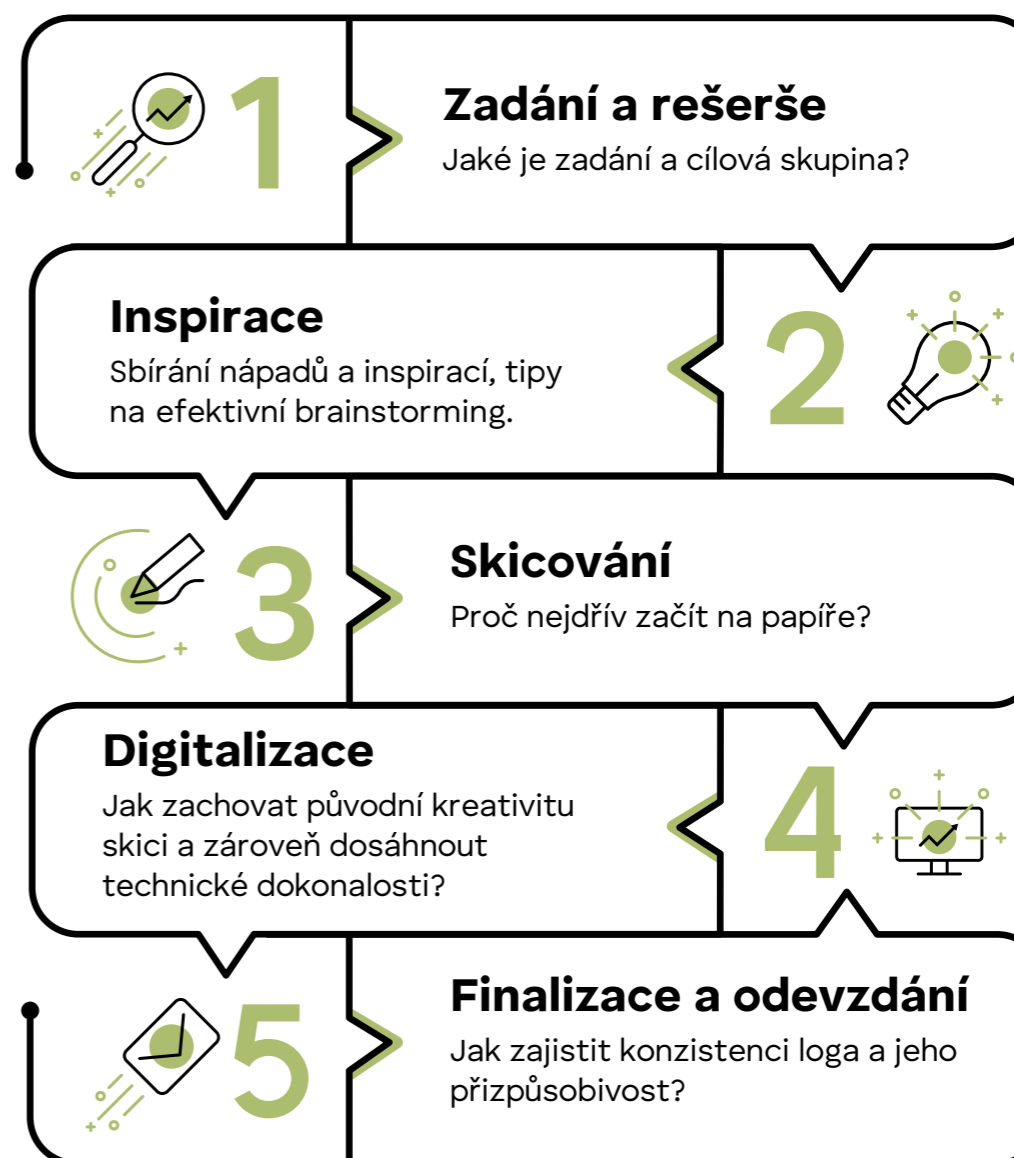 1
Zadání a rešerše
Jaké je zadání a cílová skupina?
2
Inspirace
Sbírání nápadů a inspirací, tipy
na efektivní brainstorming.
3
Skicování
Proč nejdřív začít na papíře?
4
Digitalizace
Jak zachovat původní kreativitu
skici a zároveň dosáhnout
technické dokonalosti?
5
Finalizace a odevzdání
Jak zajistit konzistenci loga a jeho
přizpůsobivost?